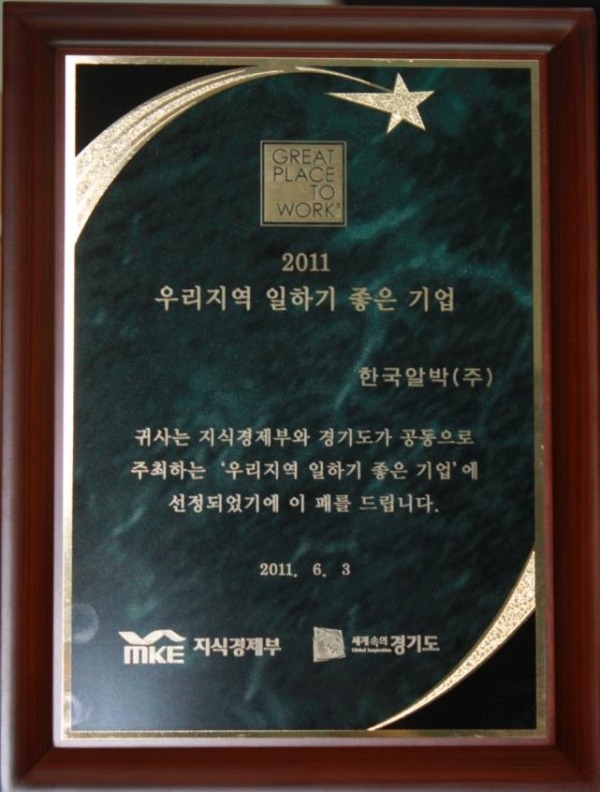 GREAT
PLACE
TO
WORK®
2011
우리지역 일하기 좋은 기업
한국알박(주)
귀사는 지식경제부와 경기도가 공동으로
주최하는 ‘우리지역 일하기 좋은 기업’에
선정되었기에 이 패를 드립니다.
2011. 6. 3
MKE 지식경제부
세계속의 경기도
Global Inspiration